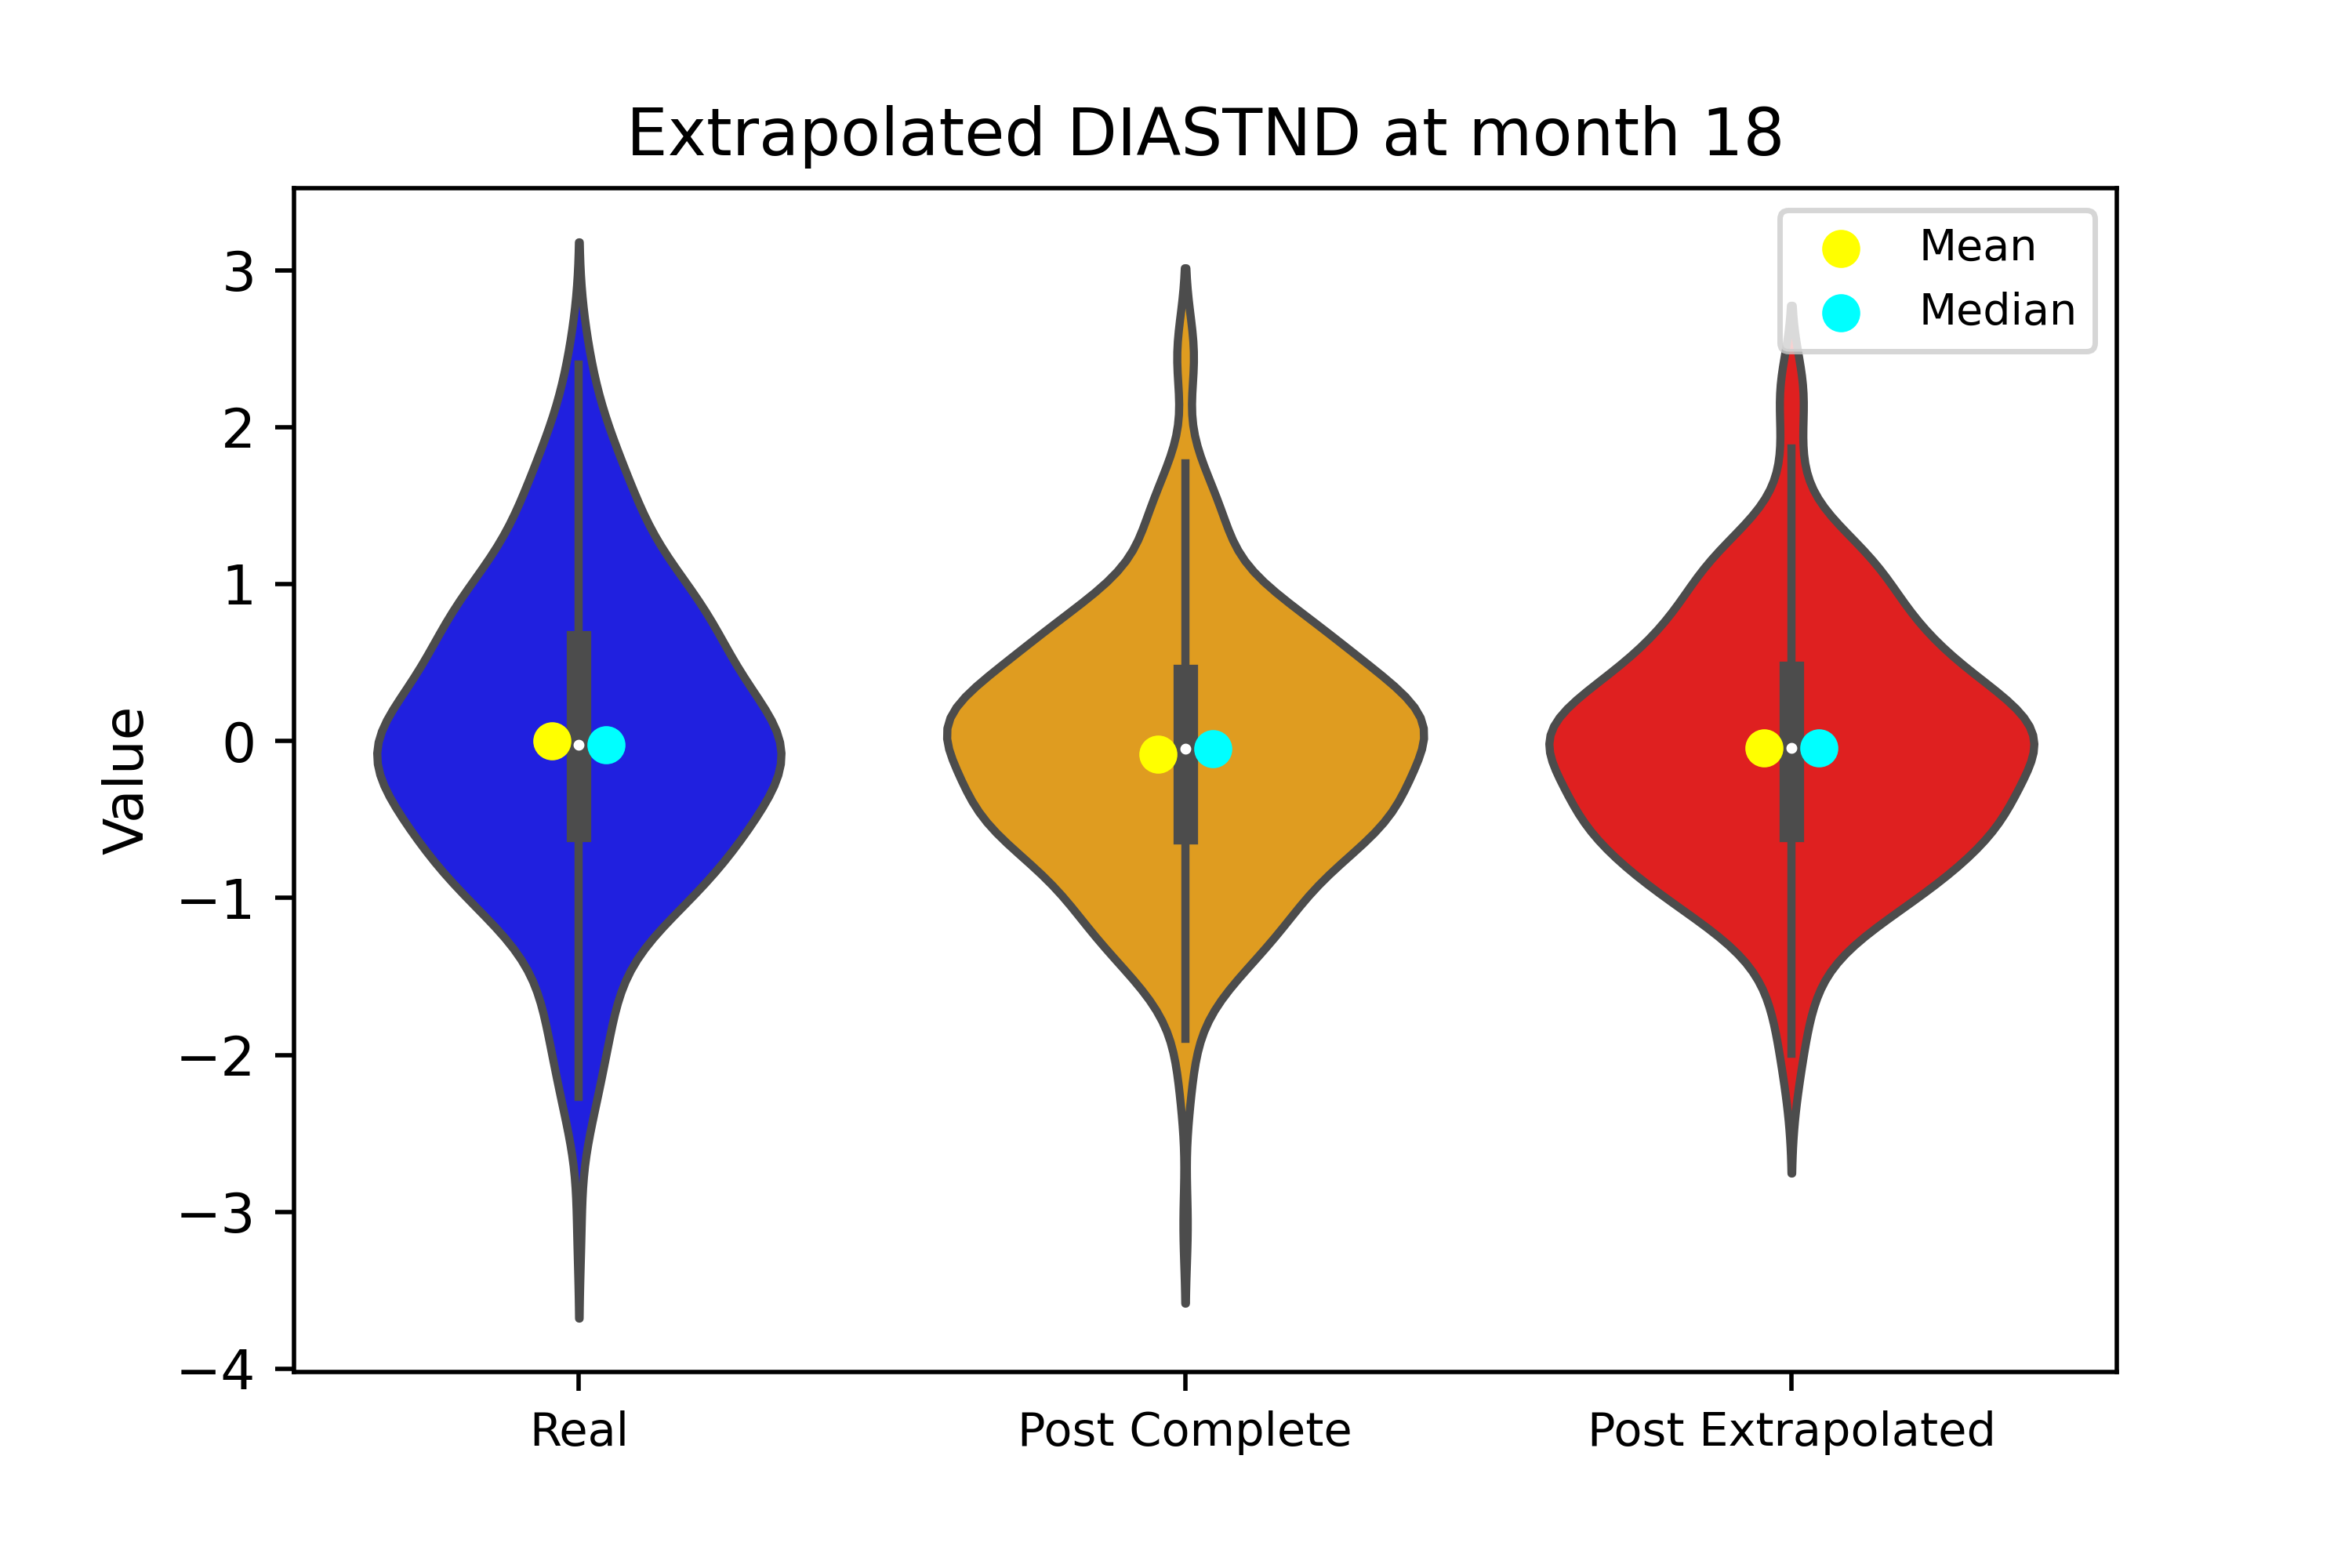 Extrapolated DIASTND at month 18
Mean
Median
Value
3
2
1
0
−1
−2
−3
−4
Real
Post Complete
Post Extrapolated